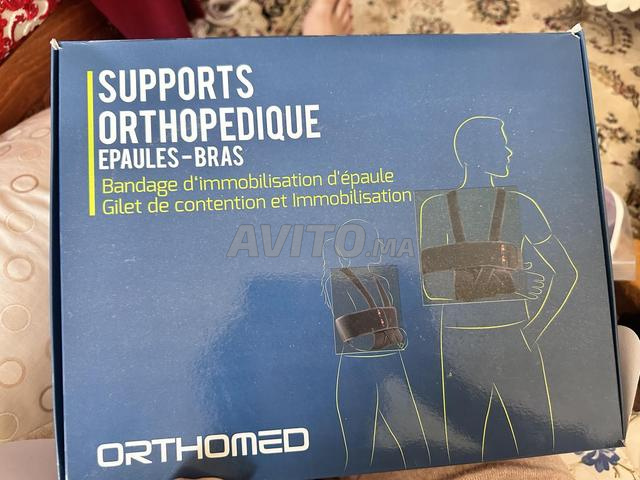 SUPPORTS
ORTHOPEDIQUE
EPAULES-BRAS
Bandage d'immobilisation d'épaule
Gilet de contention et Immobilisation
AVITO.MA
ORTHOMED